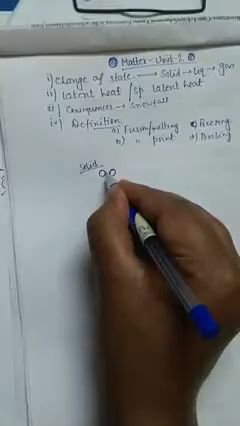 Matter - Unit-2
i) Change of state. → Solid → Liq → gas
ii) latent heat / Sp. latent heat
iii) Consequences → Snowfall
iv) Definition
a) Fusion/melting c) Freezing
b) " point d) Boiling
Solid